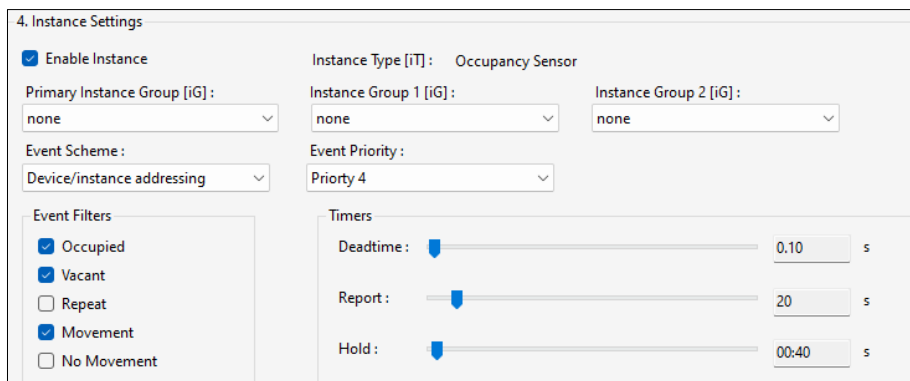 4. Instance Settings
Enable Instance
Instance Type [iT] : Occupancy Sensor
Primary Instance Group [iG] :
Instance Group 1 [iG] :
Instance Group 2 [iG] :
none
none
none
Event Scheme :
Event Priority :
Device/instance addressing
Priorty 4
Event Filters
Timers
Occupied
Deadtime :
0.10 s
Vacant
Report :
20 s
Repeat
Movement
Hold :
00:40 s
No Movement